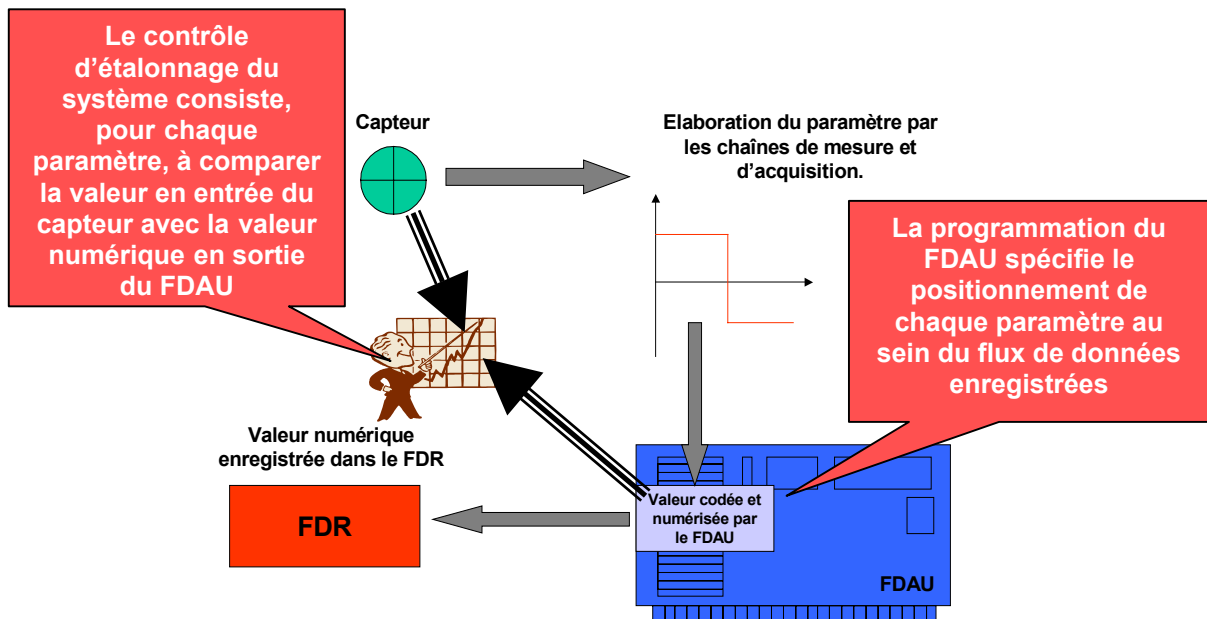 Le contrôle
d'étalonnage du
système consiste,
pour chaque
paramètre, à comparer
la valeur en entrée du
capteur avec la valeur
numérique en sortie
du FDAU
Capteur
Elaboration du paramètre par
les chaînes de mesure et
d'acquisition.
La programmation du
FDAU spécifie le
positionnement de
chaque paramètre au
sein du flux de données
enregistrées
Valeur numérique
enregistrée dans le FDR
FDR
Valeur codée et
numérisée par
le FDAU
FDAU